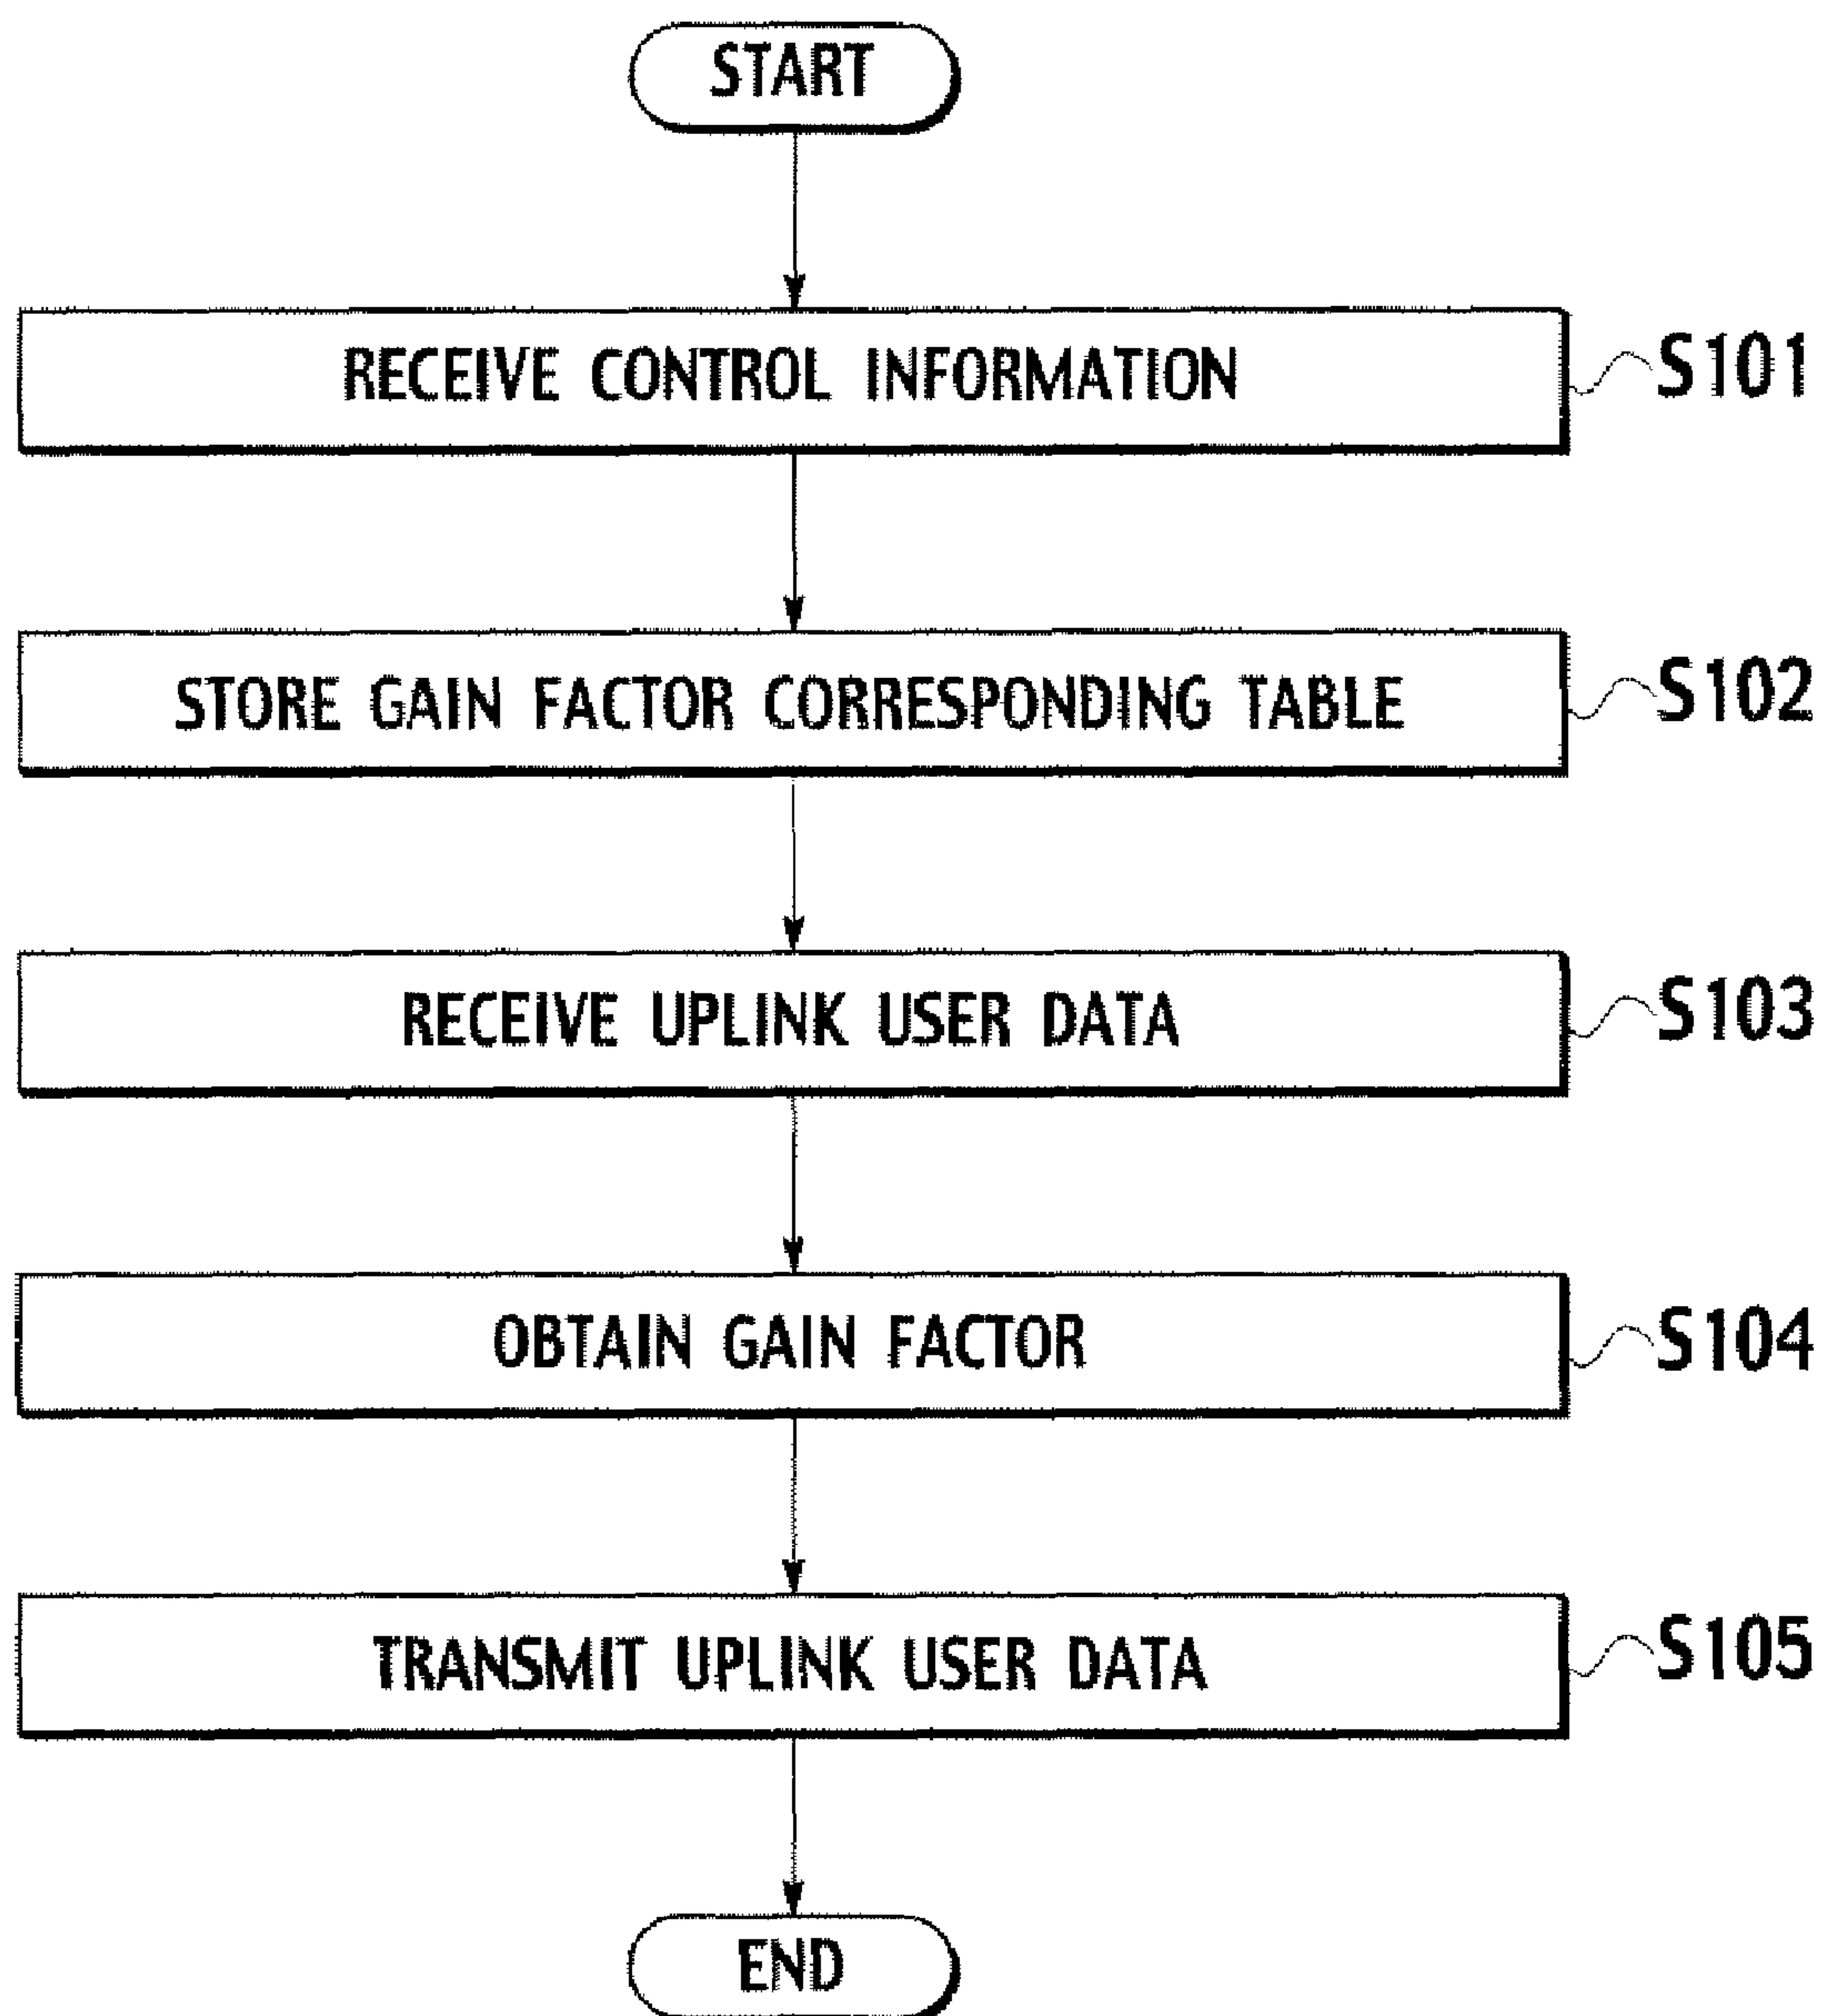 START
RECEIVE CONTROL INFORMATION
S101
STORE GAIN FACTOR CORRESPONDING TABLE
S102
RECEIVE UPLINK USER DATA
S103
OBTAIN GAIN FACTOR
S104
TRANSMIT UPLINK USER DATA
S105
END